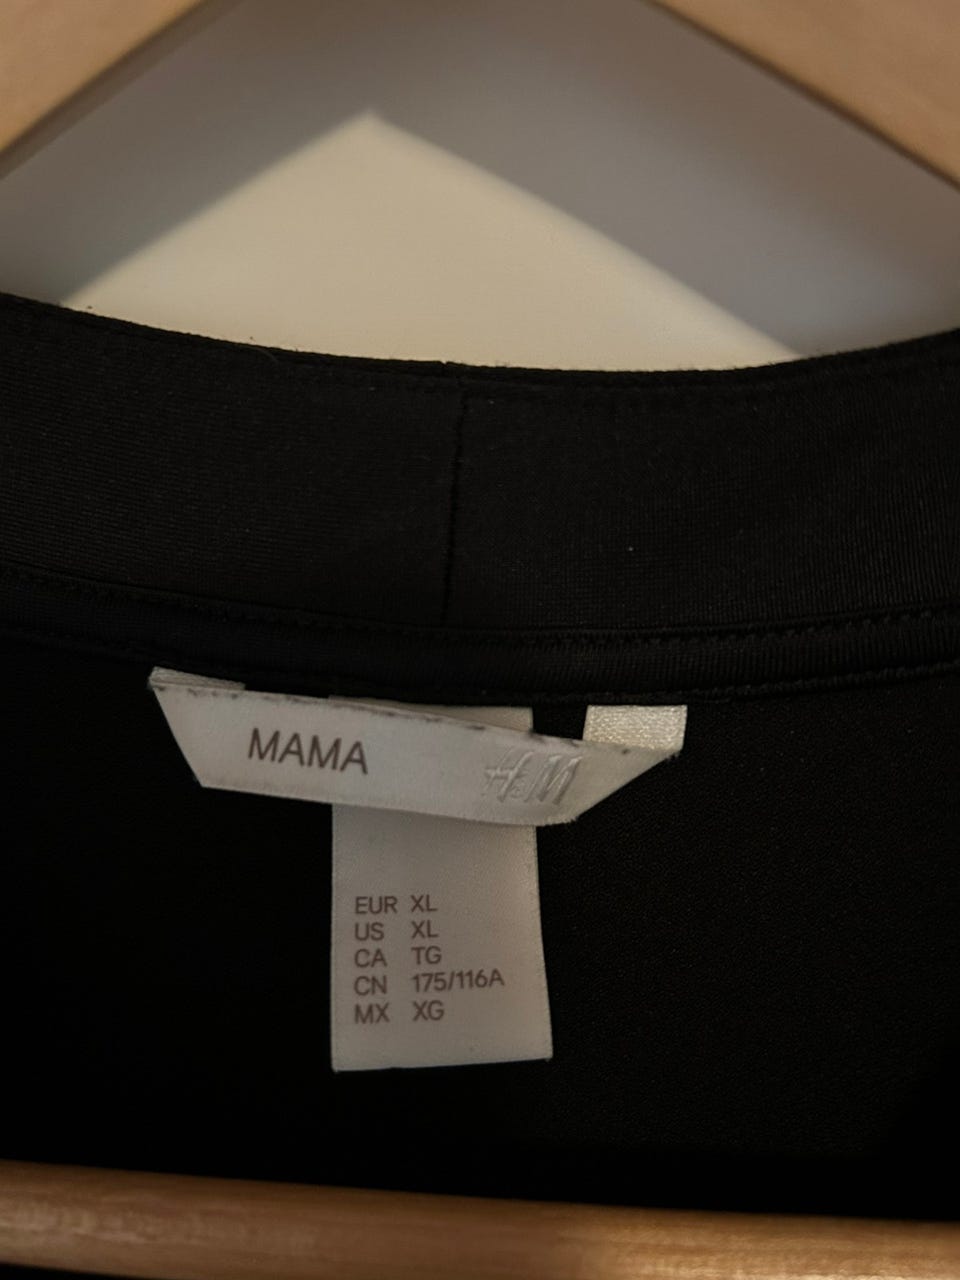 MAMA H&M
EUR XL
US XL
CA TG
CN 175/116A
MX XG